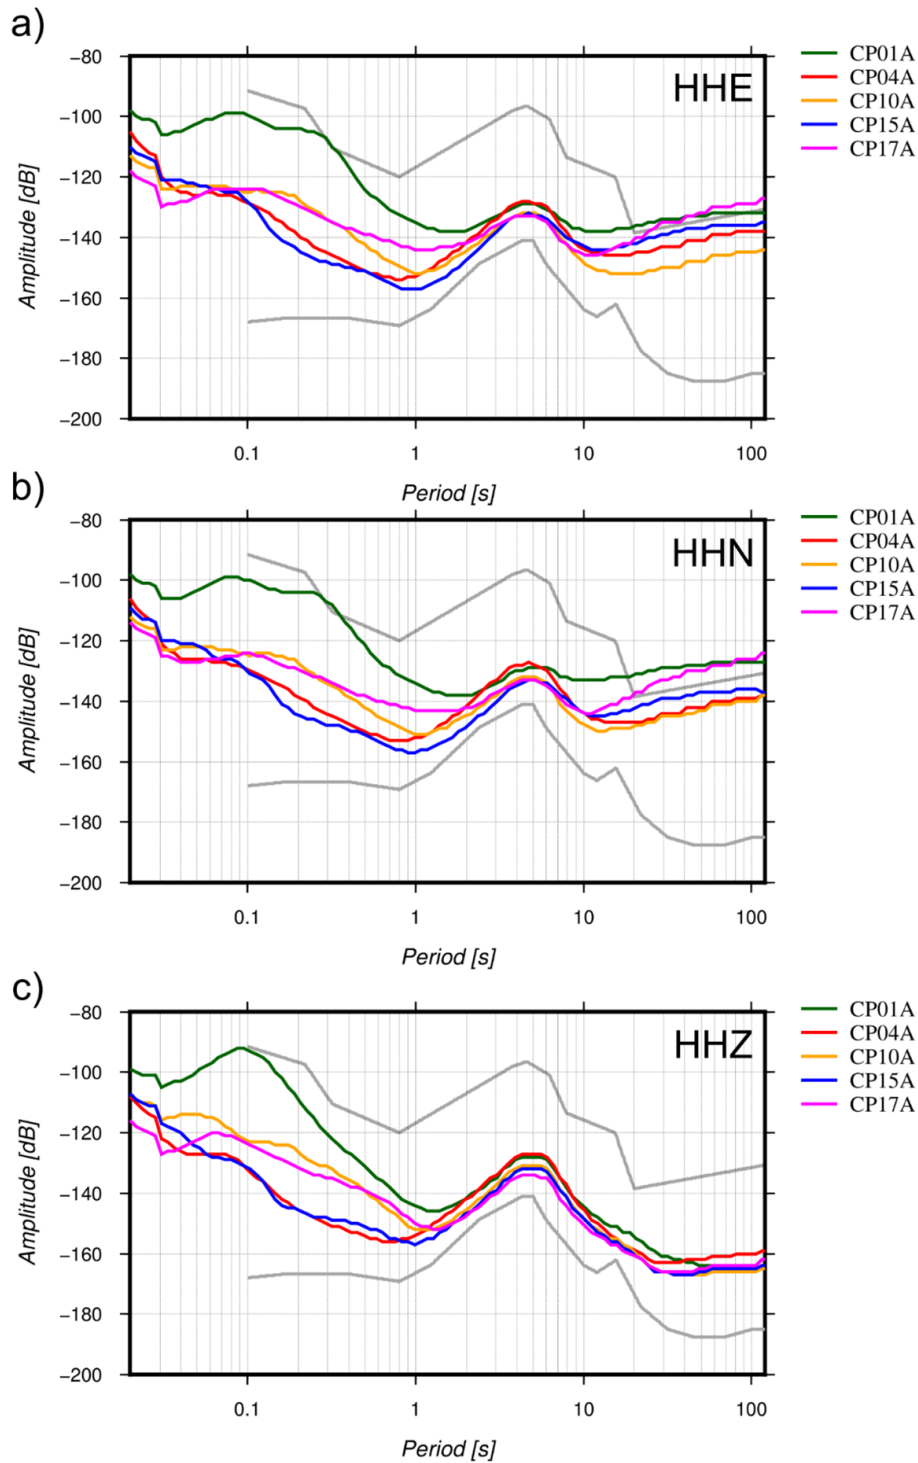 a)
HHE
CP01A
CP04A
CP10A
CP15A
CP17A
−80
−100
−120
−140
−160
−180
−200
Amplitude [dB]
0.1 1 10 100
Period [s]
b)
HHN
CP01A
CP04A
CP10A
CP15A
CP17A
−80
−100
−120
−140
−160
−180
−200
Amplitude [dB]
0.1 1 10 100
Period [s]
c)
HHZ
CP01A
CP04A
CP10A
CP15A
CP17A
−80
−100
−120
−140
−160
−180
−200
Amplitude [dB]
0.1 1 10 100
Period [s]